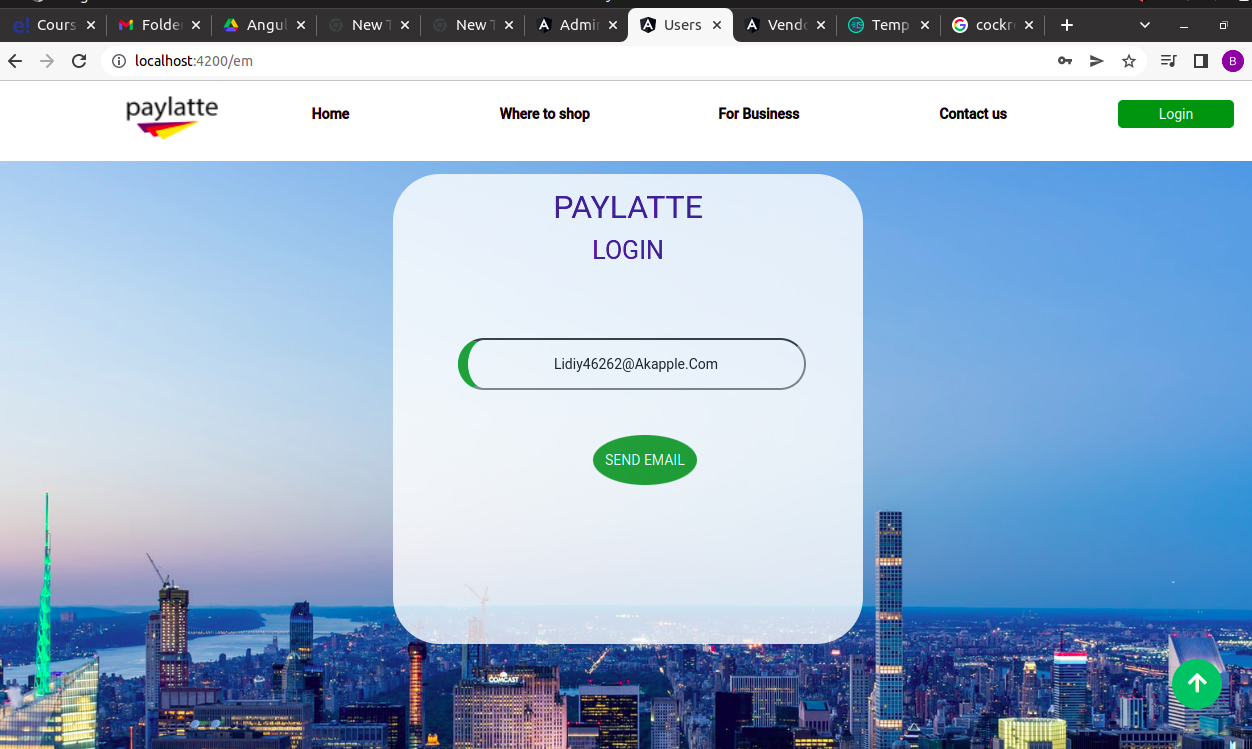 Cours
Folde
Angul
New T
New T
Admi
Users
Vend
Temp
cockr
localhost:4200/em
B
paylatte
Home
Where to shop
For Business
Contact us
Login
PAYLATTE
LOGIN
Lidiy46262@Akapple.Com
SEND EMAIL
COMCAST